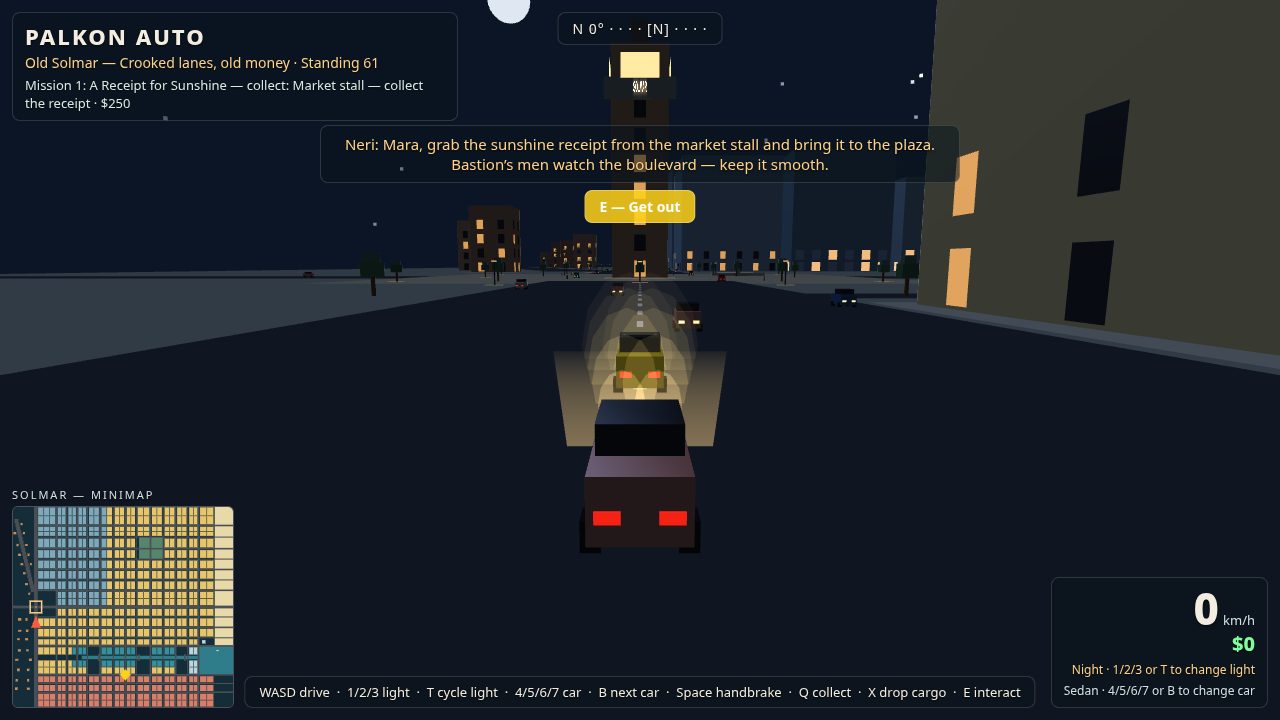 PALKON AUTO
Old Solmar — Crooked lanes, old money · Standing 61
Mission 1: A Receipt for Sunshine — collect: Market stall — collect
the receipt · $250
N 0° · · · · [N] · · · ·
Neri: Mara, grab the sunshine receipt from the market stall and bring it to the plaza.
Bastion’s men watch the boulevard — keep it smooth.
E — Get out
SOLMAR — MINIMAP
0 km/h
$0
Night · 1/2/3 or T to change light
Sedan · 4/5/6/7 or B to change car
WASD drive · 1/2/3 light · T cycle light · 4/5/6/7 car · B next car · Space handbrake · Q collect · X drop cargo · E interact